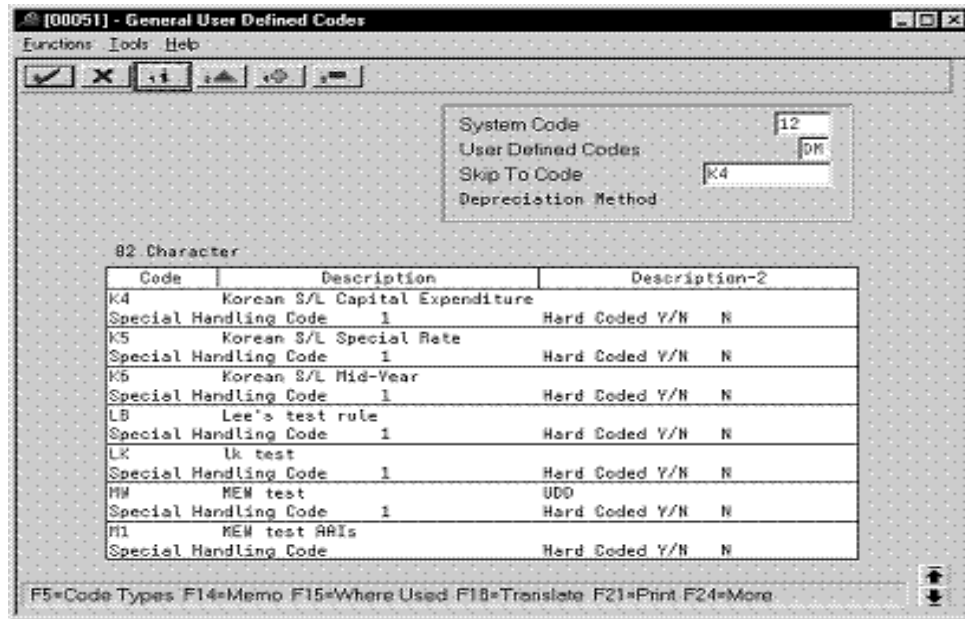 [00051] - General User Defined Codes
Functions Tools Help
System Code 12
User Defined Codes DM
Skip To Code K4
Depreciation Method
02 Character
Code Description Description-2
K4 Korean S/L Capital Expenditure
Special Handling Code 1 Hard Coded Y/N N
K5 Korean S/L Special Rate
Special Handling Code 1 Hard Coded Y/N N
K6 Korean S/L Mid-Year
Special Handling Code 1 Hard Coded Y/N N
LB Lee's test rule
Special Handling Code 1 Hard Coded Y/N N
LK lk test
Special Handling Code 1 Hard Coded Y/N N
MW MEW test
Special Handling Code 1 Hard Coded Y/N N
M1 MEW test AAIs
Special Handling Code Hard Coded Y/N N
F5=Code Types F14=Memo F15=Where Used F18=Translate F21=Print F24=More